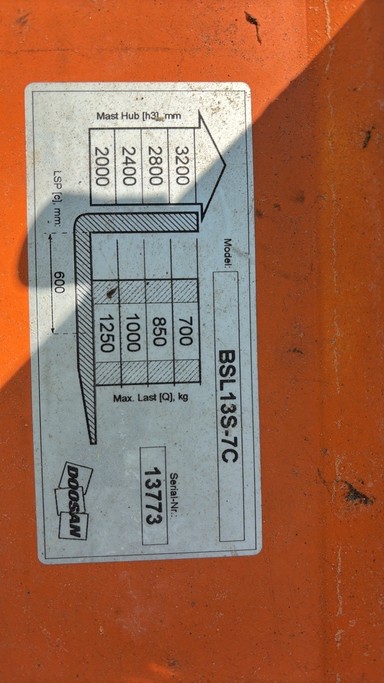 Model:
BSL13S-7C
Mast Hub [h3], mm
3200
2800
2400
2000
700
850
1000
1250
Max. Last [Q], kg
LSP [c], mm:
600
Serial-Nr.:
13773
DOOSAN